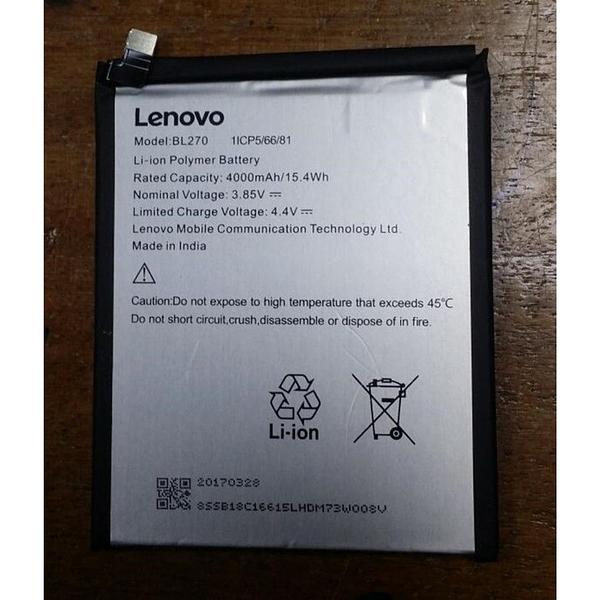 Lenovo
Model:BL270 1ICP5/66/81
Li-ion Polymer Battery
Rated Capacity: 4000mAh/15.4Wh
Nominal Voltage: 3.85V ⎓
Limited Charge Voltage: 4.4V ⎓
Lenovo Mobile Communication Technology Ltd.
Made in India
Caution:Do not expose to high temperature that exceeds 45℃
Do not short circuit,crush,disassemble or dispose of in fire.
Li-ion
20170328
8SSB18C16615LHDM73W008V